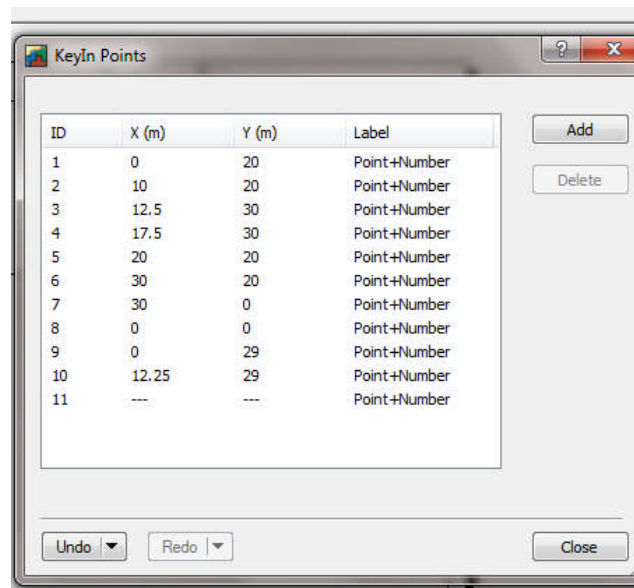 KeyIn Points
ID X (m) Y (m) Label Add
1 0 20 Point+Number
2 10 20 Point+Number Delete
3 12.5 30 Point+Number
4 17.5 30 Point+Number
5 20 20 Point+Number
6 30 20 Point+Number
7 30 0 Point+Number
8 0 0 Point+Number
9 0 29 Point+Number
10 12.25 29 Point+Number
11 --- --- Point+Number
Undo Redo Close